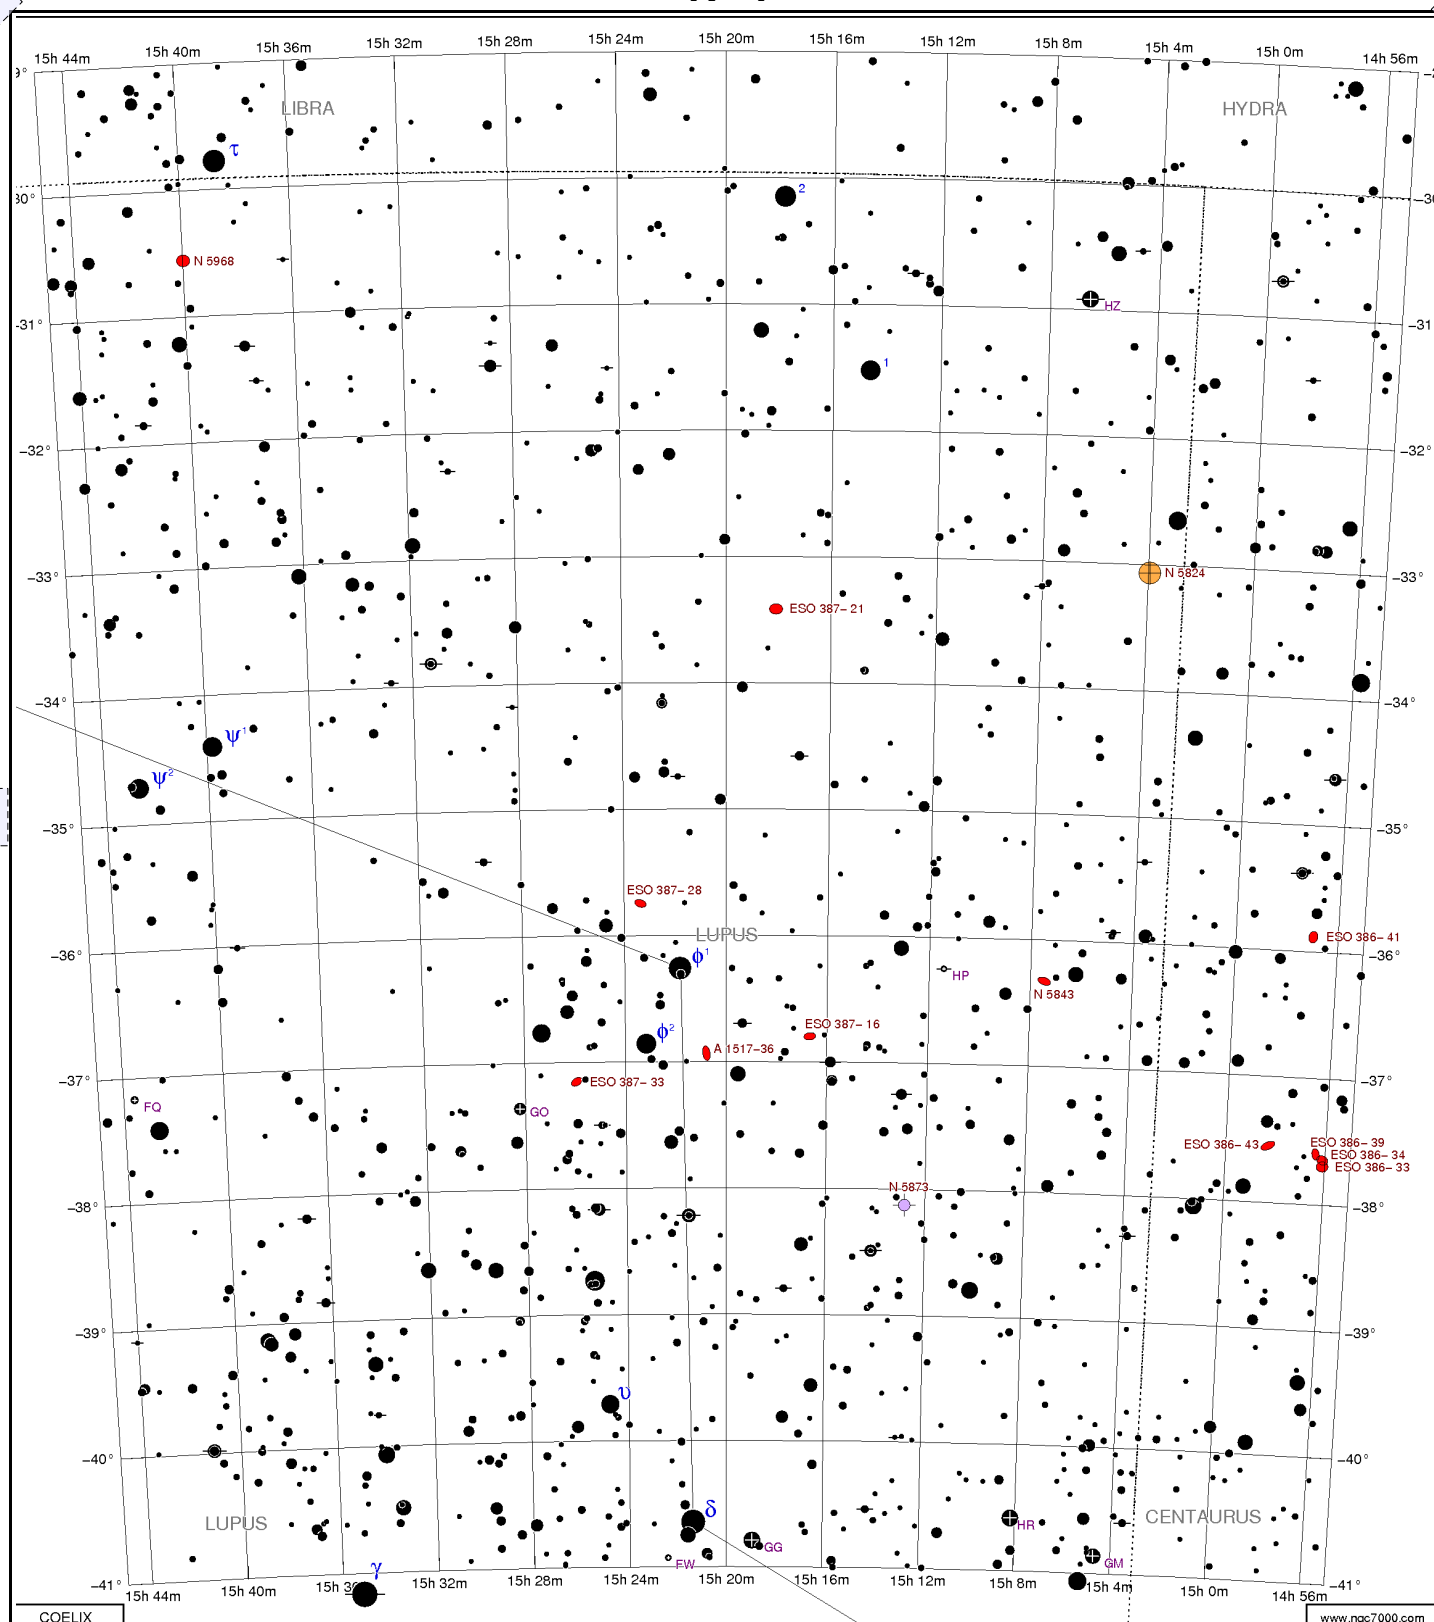 15h 44m 15h 40m 15h 36m 15h 32m 15h 28m 15h 24m 15h 20m 15h 16m 15h 12m 15h 8m 15h 4m 15h 0m 14h 56m
9° -2
LIBRA HYDRA
τ
2
-30° -30
N 5968
HZ
-31° -31
1
-32° -32°
-33° N 5824 -33°
ESO 387-21
-34° -34°
ψ1
ψ2
-35° -35°
ESO 387-28
LUPUS ESO 386-41
-36° ϕ1 HP -36°
N 5843
ESO 387-16
ϕ2
A 1517-36
-37° ESO 387-33 -37°
FQ GO
ESO 386-43 ESO 386-39
ESO 386-34
ESO 386-33
N 5873
-38° -38°
-39° -39°
υ
-40° -40°
LUPUS δ CENTAURUS
HR
GG
EW GM
γ
-41° -41°
15h 44m 15h 40m 15h 36 15h 32m 15h 28m 15h 24m 15h 20m 15h 16m 15h 12m 15h 8m 15h 4m 15h 0m 14h 56m
COELIX www.ngc7000.com